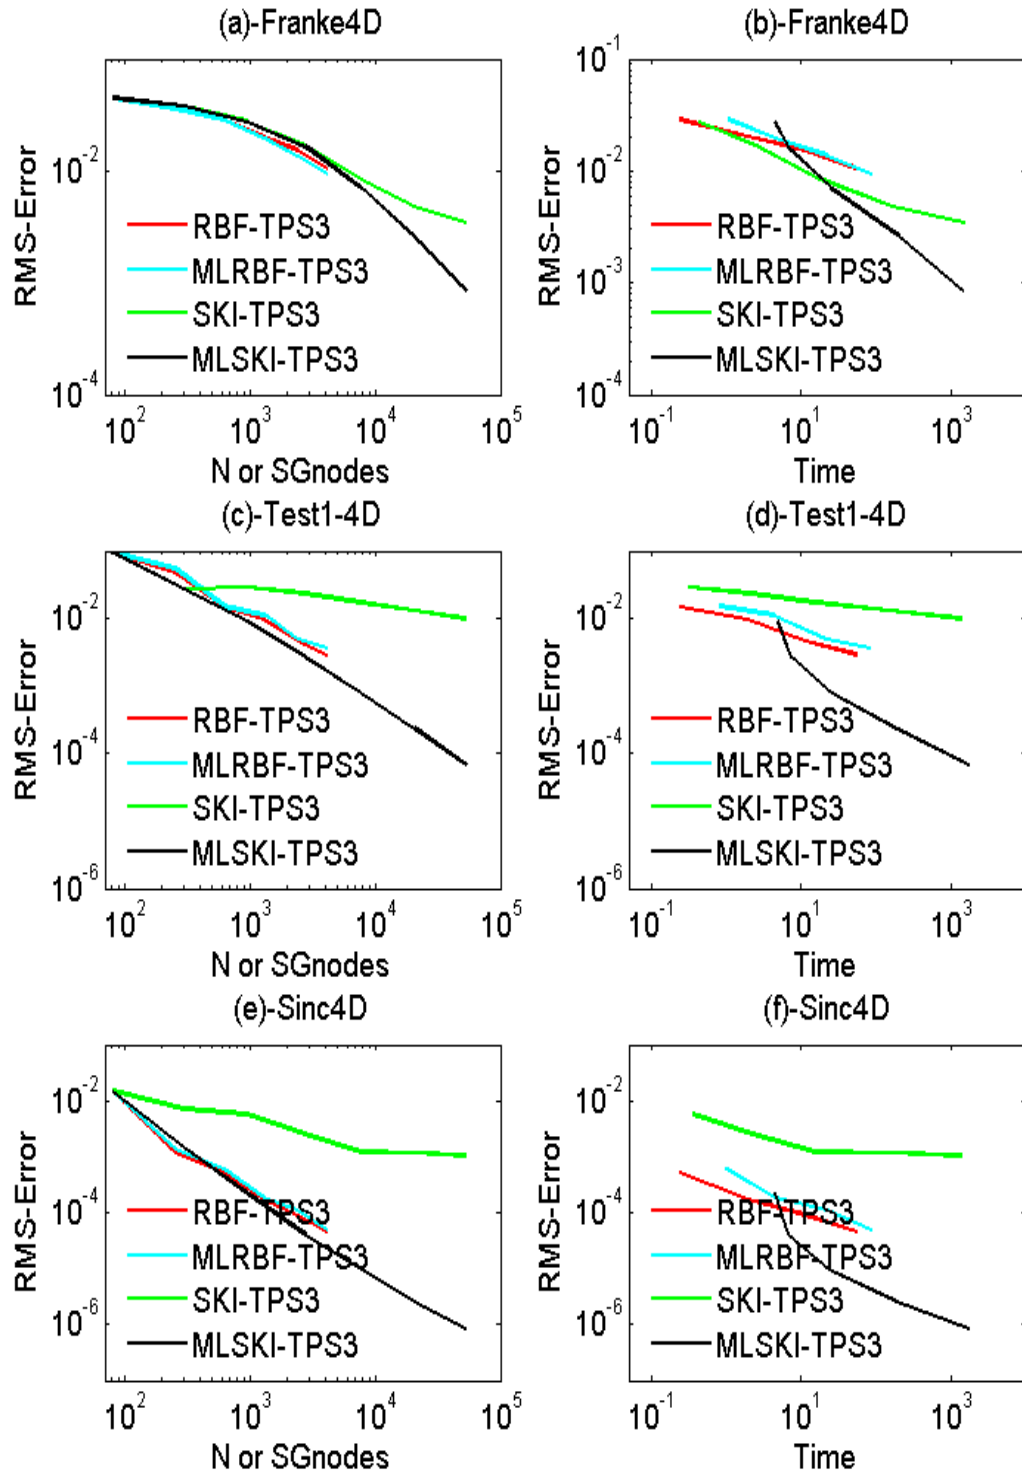 (a)-Franke4D
RMS-Error
10^-2
10^-4
RBF-TPS3
MLRBF-TPS3
SKI-TPS3
MLSKI-TPS3
10^2 10^3 10^4 10^5
N or SGnodes
(b)-Franke4D
RMS-Error
10^-1
10^-2
10^-3
10^-4
RBF-TPS3
MLRBF-TPS3
SKI-TPS3
MLSKI-TPS3
10^-1 10^1 10^3
Time
(c)-Test1-4D
RMS-Error
10^-2
10^-4
10^-6
RBF-TPS3
MLRBF-TPS3
SKI-TPS3
MLSKI-TPS3
10^2 10^3 10^4 10^5
N or SGnodes
(d)-Test1-4D
RMS-Error
10^-2
10^-4
10^-6
RBF-TPS3
MLRBF-TPS3
SKI-TPS3
MLSKI-TPS3
10^-1 10^1 10^3
Time
(e)-Sinc4D
RMS-Error
10^-2
10^-4
10^-6
RBF-TPS3
MLRBF-TPS3
SKI-TPS3
MLSKI-TPS3
10^2 10^3 10^4 10^5
N or SGnodes
(f)-Sinc4D
RMS-Error
10^-2
10^-4
10^-6
RBF-TPS3
MLRBF-TPS3
SKI-TPS3
MLSKI-TPS3
10^-1 10^1 10^3
Time